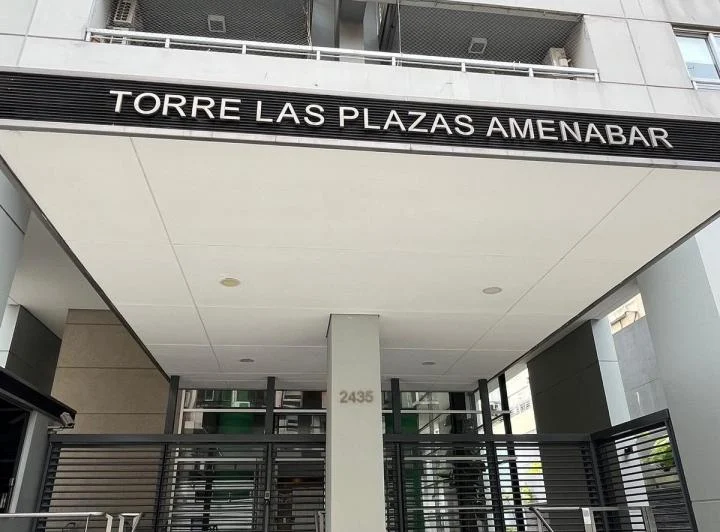 TORRE LAS PLAZAS AMENABAR
2435